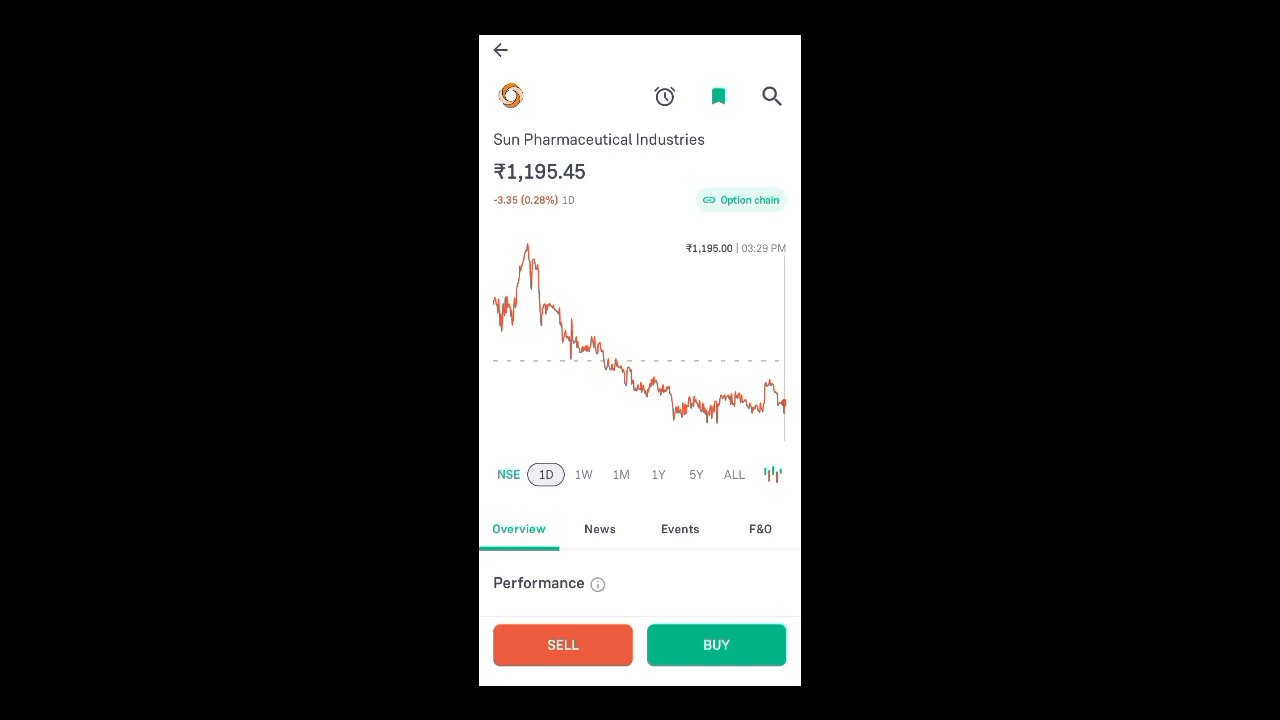 Sun Pharmaceutical Industries
₹1,195.45
-3.35 (0.28%) 1D
Option chain
₹1,195.00 | 03:29 PM
NSE 1D 1W 1M 1Y 5Y ALL
Overview News Events F&O
Performance
SELL BUY